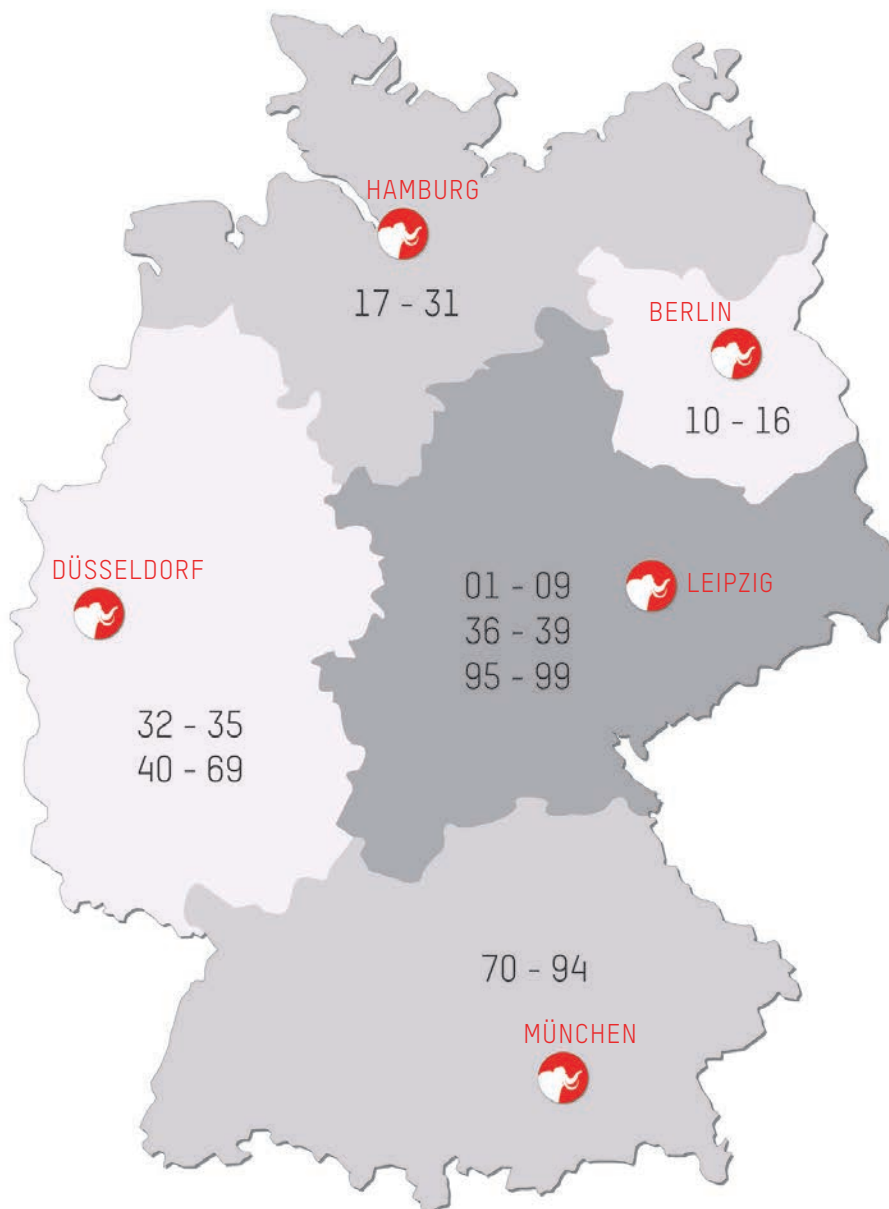 HAMBURG
17 - 31
BERLIN
10 - 16
DÜSSELDORF
32 - 35
40 - 69
01 - 09
36 - 39
95 - 99
LEIPZIG
70 - 94
MÜNCHEN